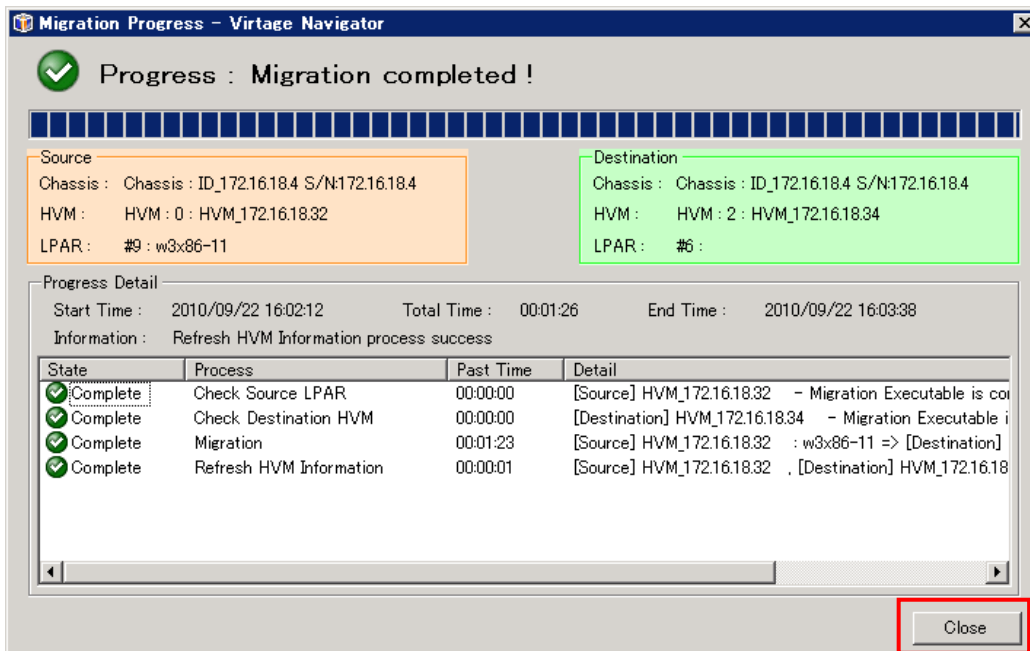 Migration Progress - Virtage Navigator
Progress : Migration completed !
Source
Chassis : Chassis : ID_172.16.18.4 S/N:172.16.18.4
HVM : HVM : 0 : HVM_172.16.18.32
LPAR : #9 : w3x86-11
Destination
Chassis : Chassis : ID_172.16.18.4 S/N:172.16.18.4
HVM : HVM : 2 : HVM_172.16.18.34
LPAR : #6 :
Progress Detail
Start Time : 2010/09/22 16:02:12 Total Time : 00:01:26 End Time : 2010/09/22 16:03:38
Information : Refresh HVM Information process success
State Process Past Time Detail
Complete Check Source LPAR 00:00:00 [Source] HVM_172.16.18.32 - Migration Executable is
Complete Check Destination HVM 00:00:00 [Destination] HVM_172.16.18.34 - Migration Executable
Complete Migration 00:01:23 [Source] HVM_172.16.18.32 : w3x86-11 => [Destination]
Complete Refresh HVM Information 00:00:01 [Source] HVM_172.16.18.32 , [Destination] HVM_172.16.18
Close